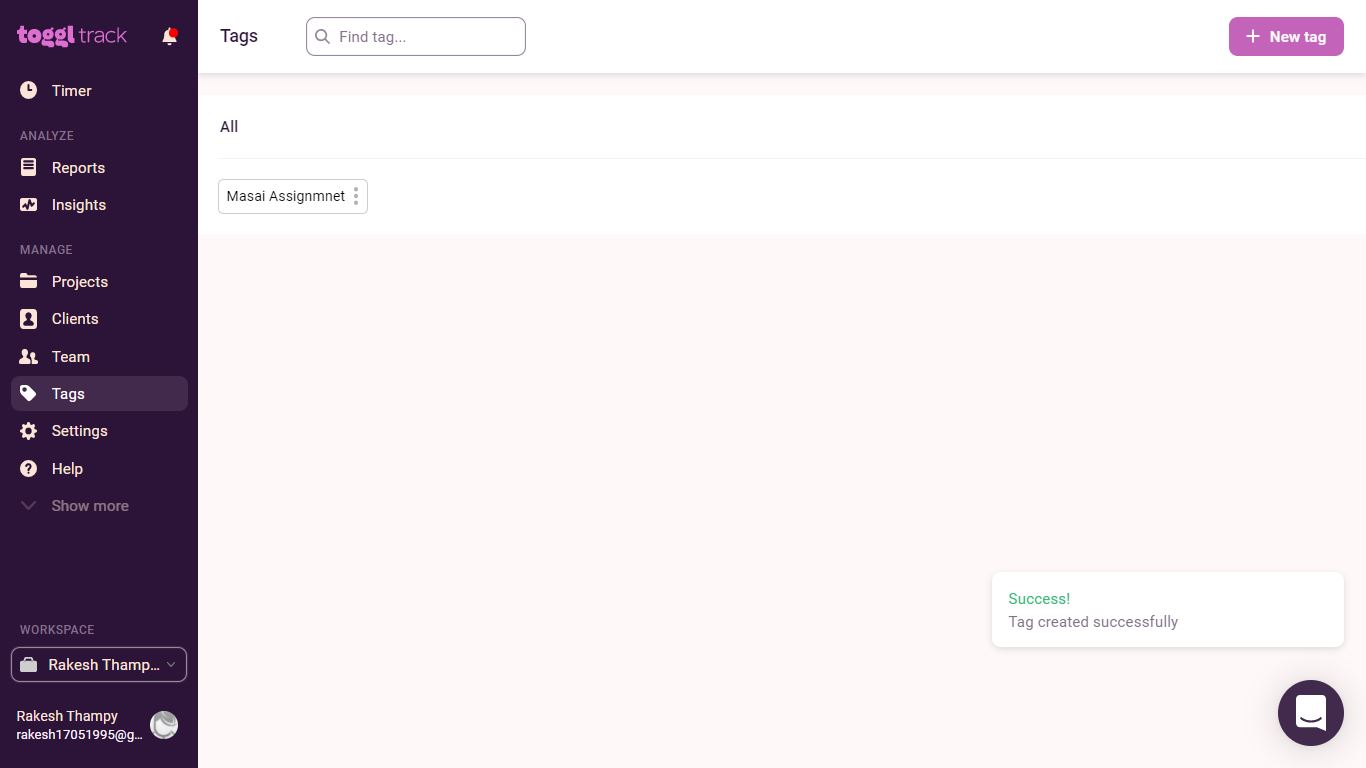 toggl track
Tags
Find tag...
New tag
Timer
ANALYZE
Reports
Insights
MANAGE
Projects
Clients
Team
Tags
Settings
Help
Show more
All
Masai Assignmnet
Success!
Tag created successfully
WORKSPACE
Rakesh Thamp...
Rakesh Thampy
rakesh17051995@g...